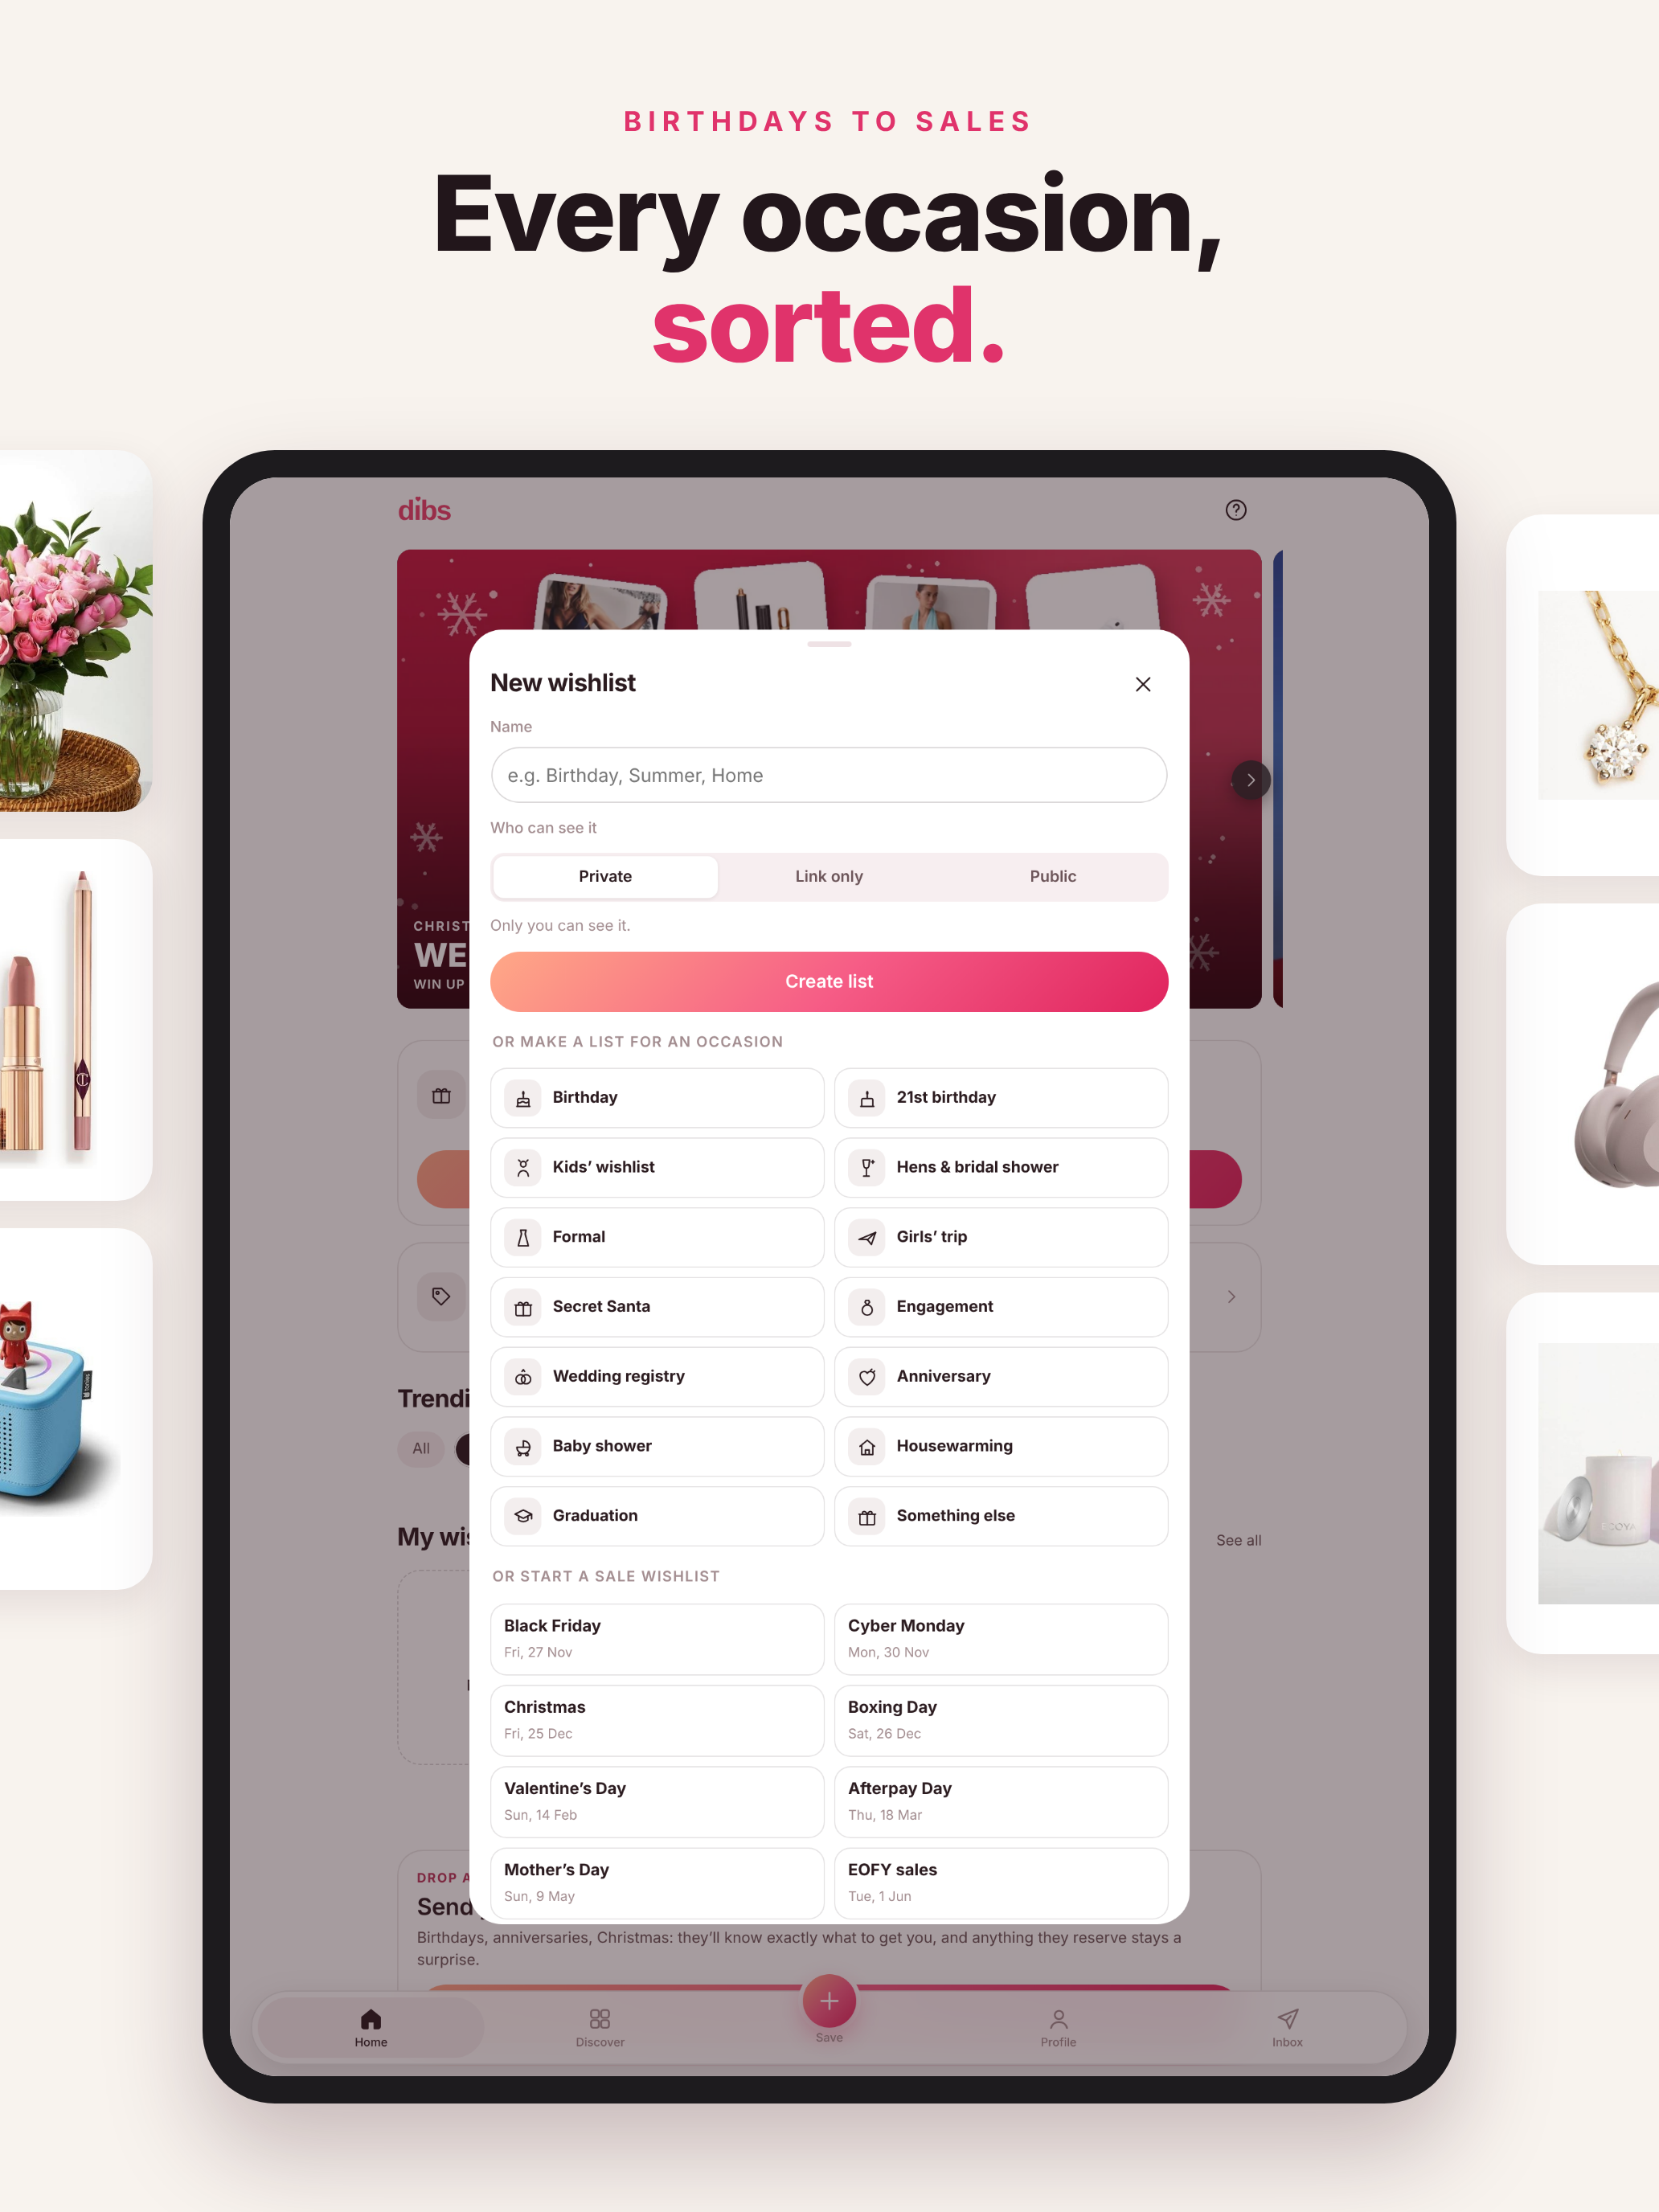 BIRTHDAYS TO SALES
Every occasion,
sorted.
dibs
New wishlist
Name
e.g. Birthday, Summer, Home
Who can see it
Private
Link only
Public
Only you can see it.
Create list
OR MAKE A LIST FOR AN OCCASION
Birthday
21st birthday
Kids’ wishlist
Hens & bridal shower
Formal
Girls’ trip
Secret Santa
Engagement
Wedding registry
Anniversary
Baby shower
Housewarming
Graduation
Something else
OR START A SALE WISHLIST
Black Friday
Fri, 27 Nov
Cyber Monday
Mon, 30 Nov
Christmas
Fri, 25 Dec
Boxing Day
Sat, 26 Dec
Valentine’s Day
Sun, 14 Feb
Afterpay Day
Thu, 18 Mar
Mother’s Day
Sun, 9 May
EOFY sales
Tue, 1 Jun
WIN UP
All
See all
Send
Birthdays, anniversaries, Christmas: they’ll know exactly what to get you, and anything they reserve stays a
surprise.
Home
Discover
Save
Profile
Inbox
ECOYA